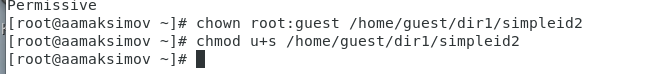 Permissive
[root@aamaksimov ~]# chown root:guest /home/guest/dir1/simpleid2
[root@aamaksimov ~]# chmod u+s /home/guest/dir1/simpleid2
[root@aamaksimov ~]#